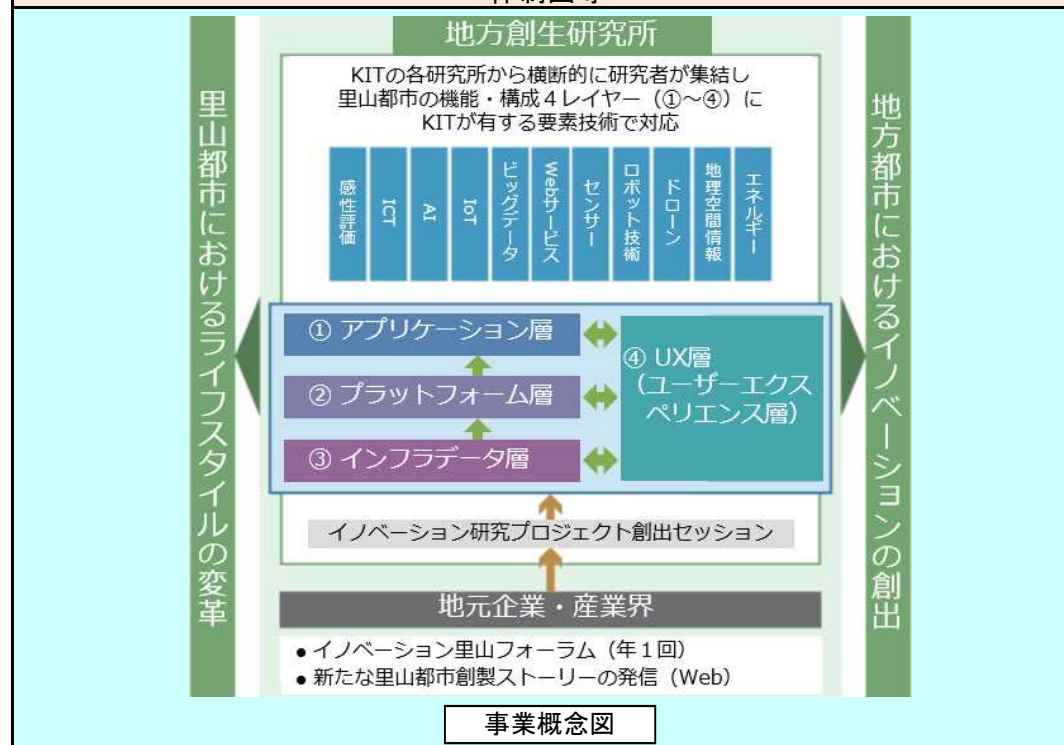 地方創生研究所
KITの各研究所から横断的に研究者が集結し
里山都市の機能・構成4レイヤー（①～④）に
KITが有する要素技術で対応
感性評価
ICT
AI
IoT
ビッグデータ
Webサービス
センサー
ロボット技術
ドローン
地理空間情報
エネルギー
里山都市におけるライフスタイルの変革
① アプリケーション層
② プラットフォーム層
③ インフラデータ層
④ UX層
（ユーザーエクス
ペリエンス層）
地方都市におけるイノベーションの創出
イノベーション研究プロジェクト創出セッション
地元企業・産業界
● イノベーション里山フォーラム（年1回）
● 新たな里山都市創製ストーリーの発信（Web）
事業概念図